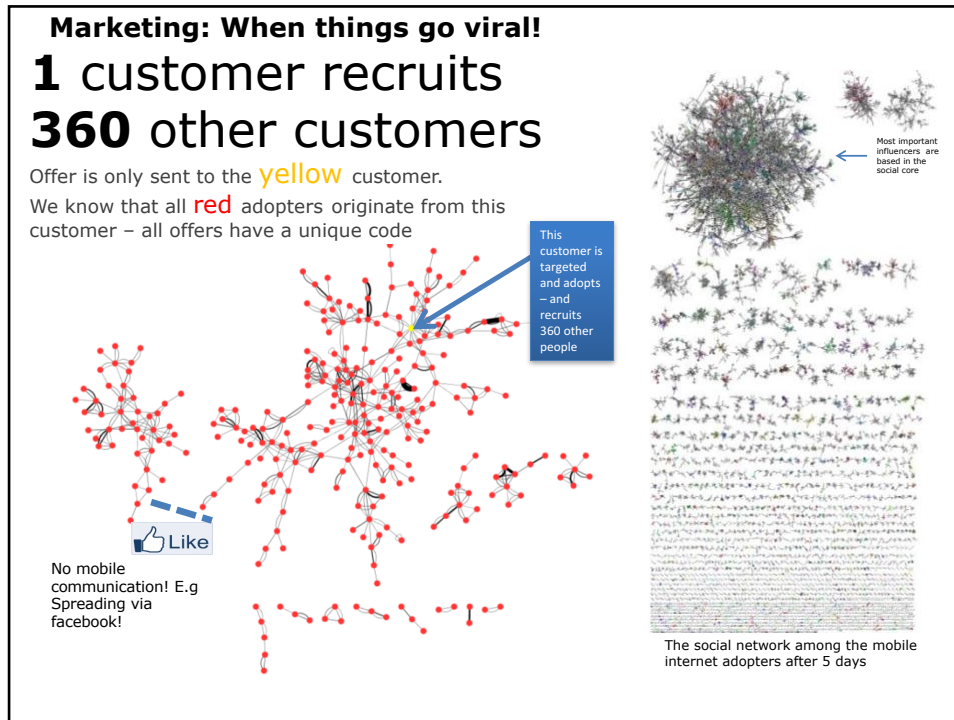 Marketing: When things go viral!
1 customer recruits
360 other customers
Offer is only sent to the yellow customer.
We know that all red adopters originate from this
customer – all offers have a unique code
This
customer is
targeted
and adopts
– and
recruits
360 other
people
Most important
influencers are
based in the
social core
Like
No mobile
communication! E.g
Spreading via
facebook!
The social network among the mobile
internet adopters after 5 days